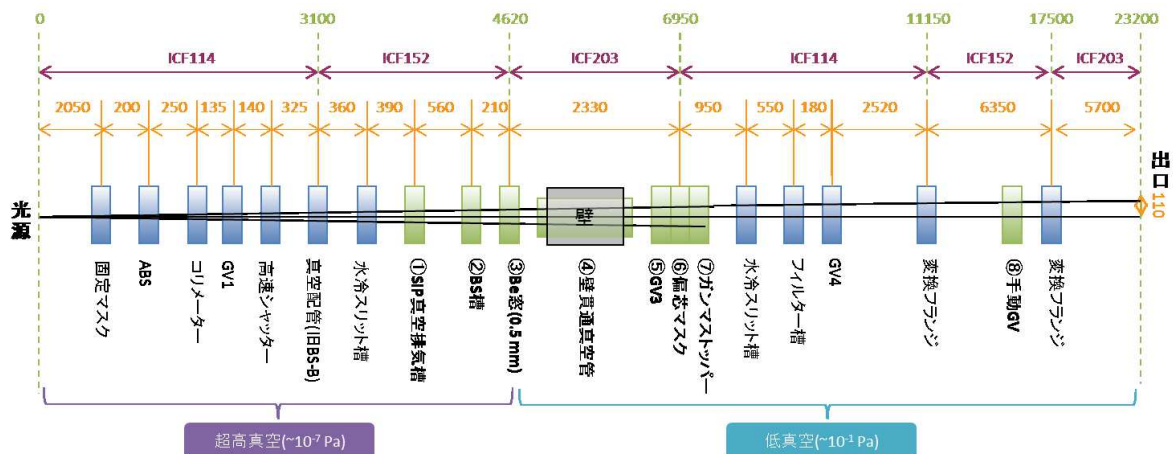 0 3100 4620 6950 11150 17500 23200
ICF114 ICF152 ICF203 ICF114 ICF152 ICF203
2050 200 250 135 140 325 360 390 560 210 2330 950 550 180 2520 6350 5700
光源
壁
出口
110
固定マスク
ABS
コリメーター
GV1
高速シャッター
真空配管(旧BS-B)
水冷スリット槽
①SIP真空排気槽
②BS槽
③Be窓(0.5 mm)
④壁貫通真空管
⑤GV3
⑥偏芯マスク
⑦ガンマストッパー
水冷スリット槽
フィルター槽
GV4
変換フランジ
⑧手動GV
変換フランジ
超高真空(~10⁻⁷ Pa)
低真空(~10⁻¹ Pa)